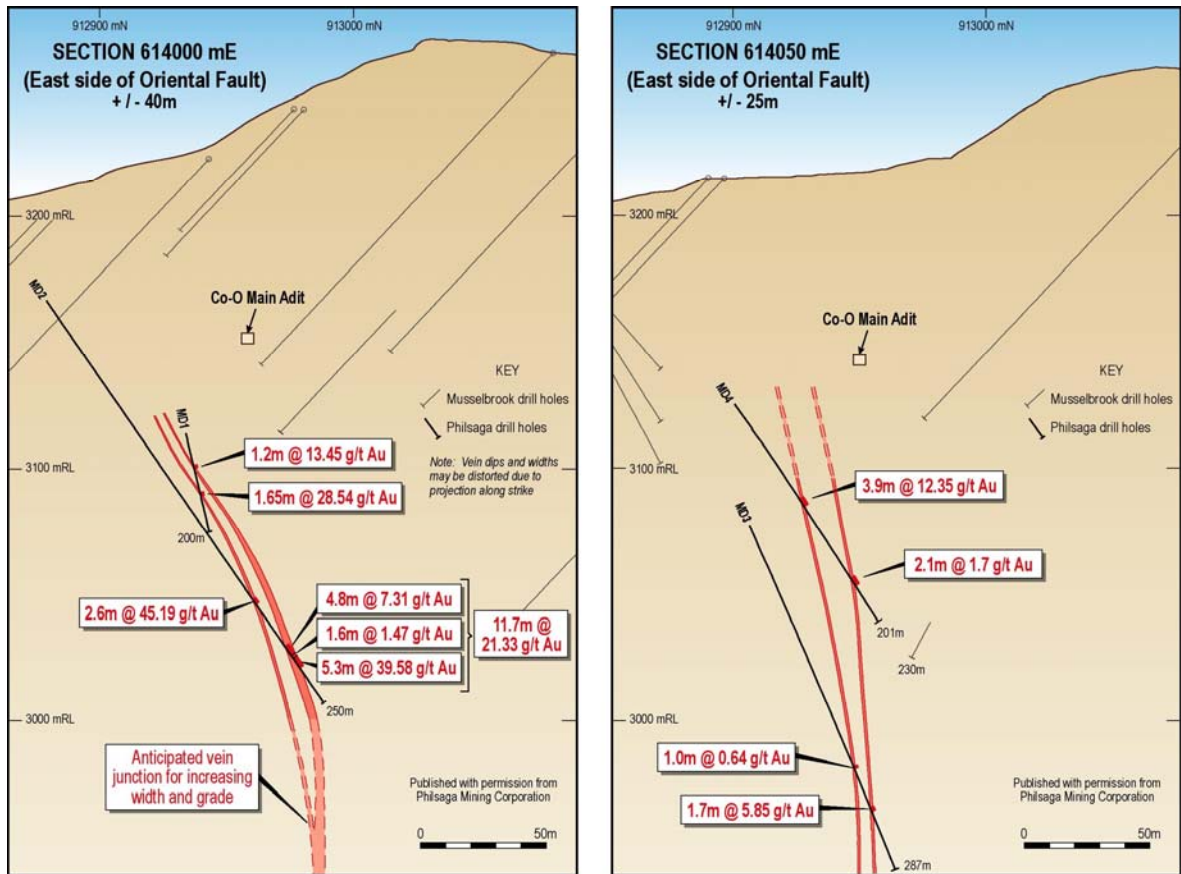 912900 mN
913000 mN
SECTION 614000 mE
(East side of Oriental Fault)
+ / - 40m
3200 mRL
MD2
Co-O Main Adit
KEY
Musselbrook drill holes
Philsaga drill holes
MD1
1.2m @ 13.45 g/t Au
Note: Vein dips and widths
may be distorted due to
projection along strike
3100 mRL
1.65m @ 28.54 g/t Au
200m
2.6m @ 45.19 g/t Au
4.8m @ 7.31 g/t Au
1.6m @ 1.47 g/t Au
5.3m @ 39.58 g/t Au
11.7m @
21.33 g/t Au
250m
3000 mRL
Anticipated vein
junction for increasing
width and grade
Published with permission from
Philsaga Mining Corporation
0
50m
912900 mN
913000 mN
SECTION 614050 mE
(East side of Oriental Fault)
+ / - 25m
3200 mRL
Co-O Main Adit
KEY
Musselbrook drill holes
Philsaga drill holes
MD4
3100 mRL
3.9m @ 12.35 g/t Au
MD3
2.1m @ 1.7 g/t Au
201m
230m
3000 mRL
1.0m @ 0.64 g/t Au
1.7m @ 5.85 g/t Au
Published with permission from
Philsaga Mining Corporation
0
50m
287m